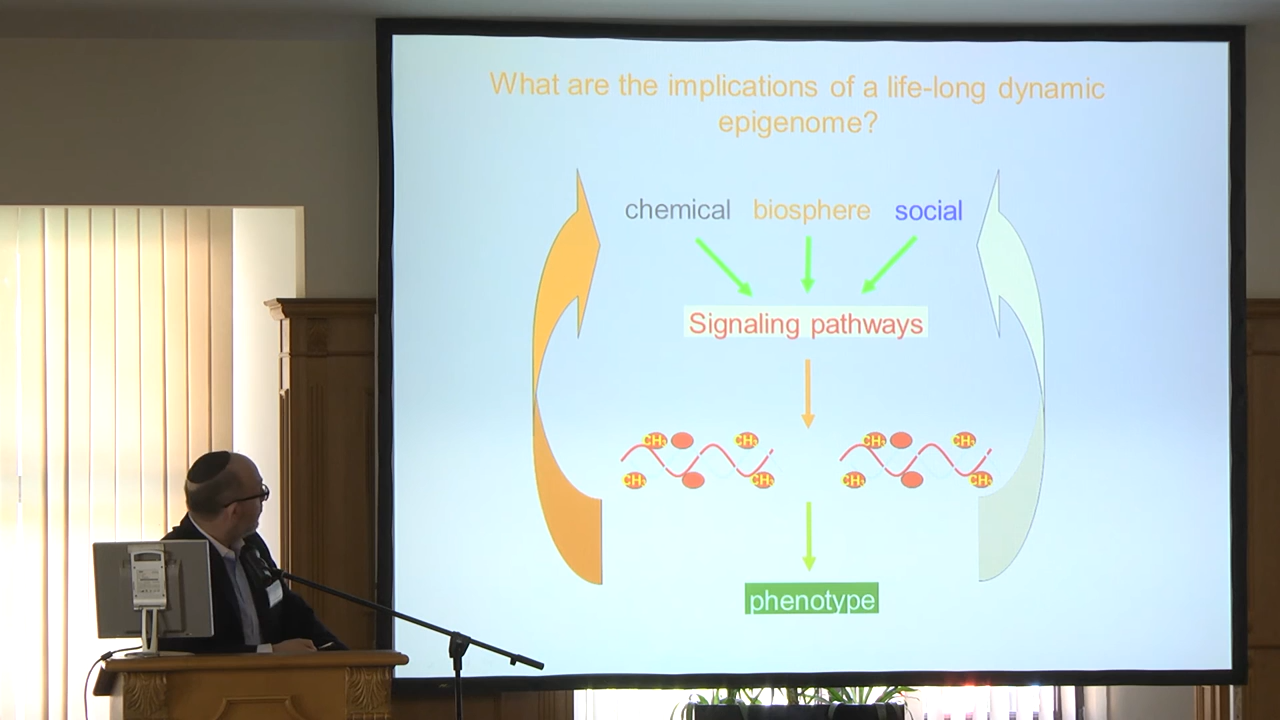 What are the implications of a life-long dynamic
epigenome?
chemical biosphere social
Signaling pathways
CH₃ CH₃ CH₃ CH₃
CH₃ CH₃ CH₃ CH₃
phenotype